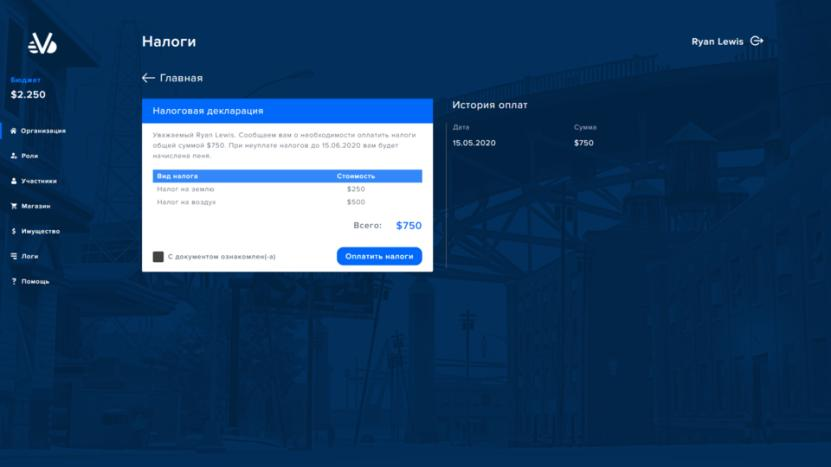 Налоги
Ryan Lewis
Бюджет
$2.250
Главная
Организация
Роли
Участники
Магазин
Имущество
Логи
Помощь
Налоговая декларация
Уважаемый Ryan Lewis. Сообщаем вам о необходимости оплатить налоги
общей суммой $750. При неуплате налогов до 15.06.2020 вам будет
начислена пеня.
Вид налога Стоимость
Налог на землю $250
Налог на воздух $500
Всего: $750
С документом ознакомлен(-а)
Оплатить налоги
История оплат
Дата Сумма
15.05.2020 $750